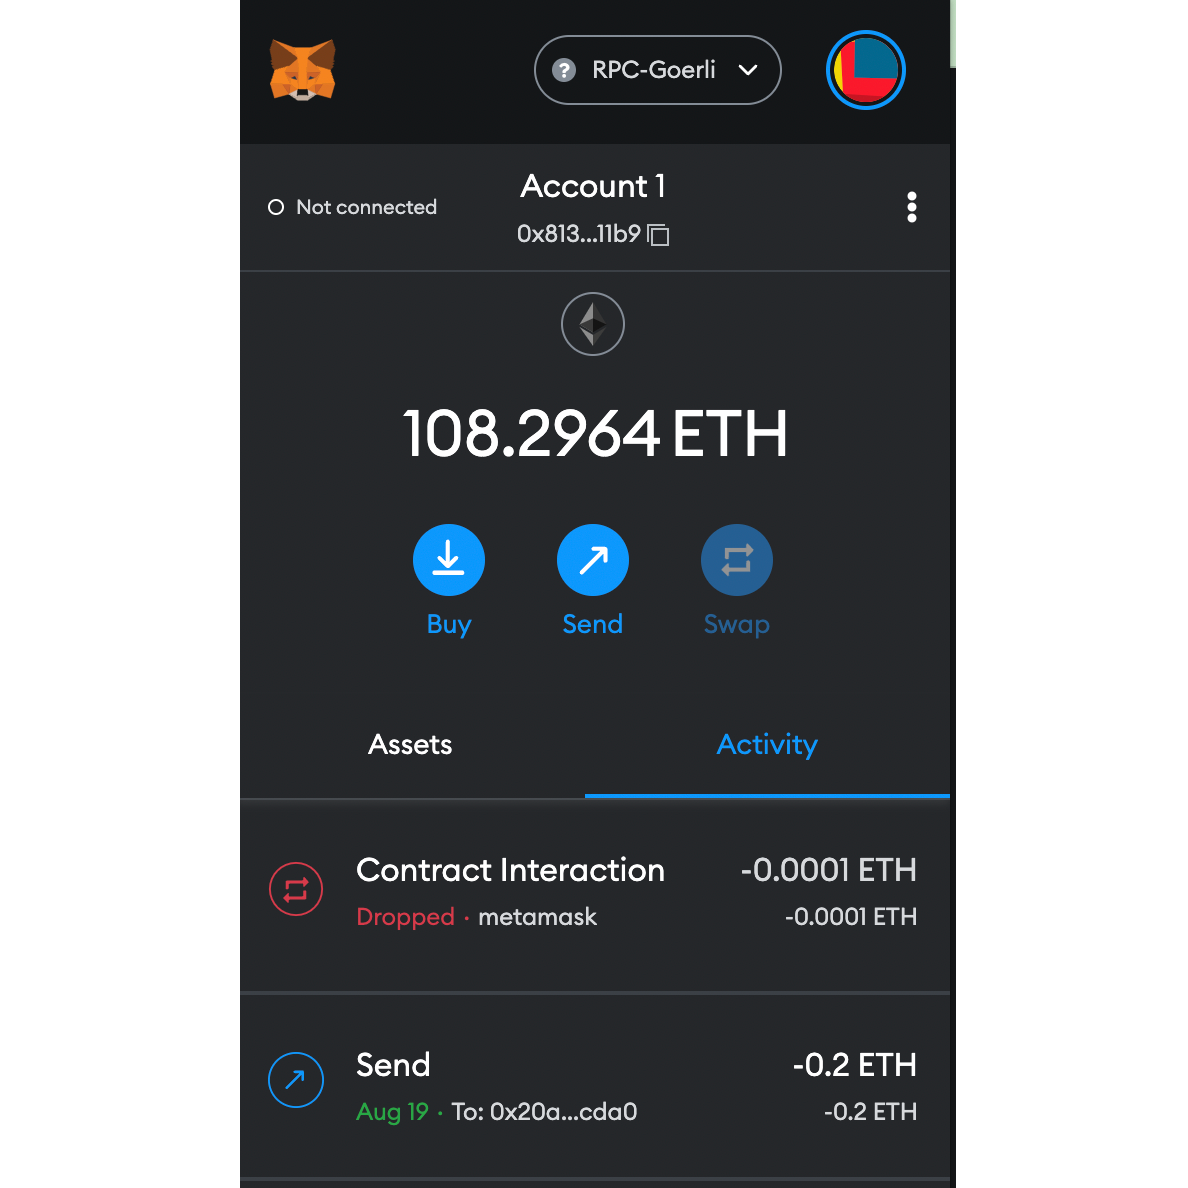 ? RPC-Goerli
Not connected
Account 1
0x813...11b9
108.2964 ETH
Buy Send Swap
Assets Activity
Contract Interaction -0.0001 ETH
Dropped · metamask -0.0001 ETH
Send -0.2 ETH
Aug 19 · To: 0x20a...cda0 -0.2 ETH